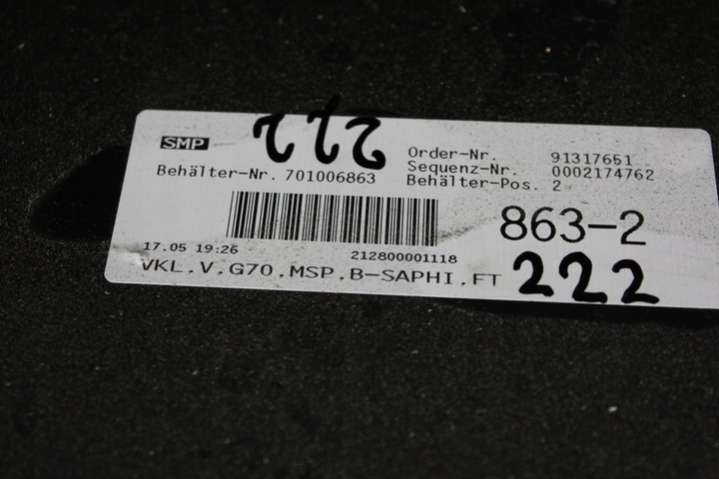 SMP
222
Order-Nr. 91317651
Sequenz-Nr. 0002174762
Behälter-Nr. 701006863
Behälter-Pos. 2
863-2
17.05 19:26
212800001118
VKL.V.G70.MSP.B-SAPHI.FT
222